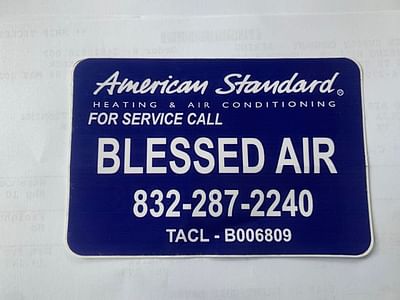 American Standard®
HEATING & AIR CONDITIONING
FOR SERVICE CALL
BLESSED AIR
832-287-2240
TACL - B006809